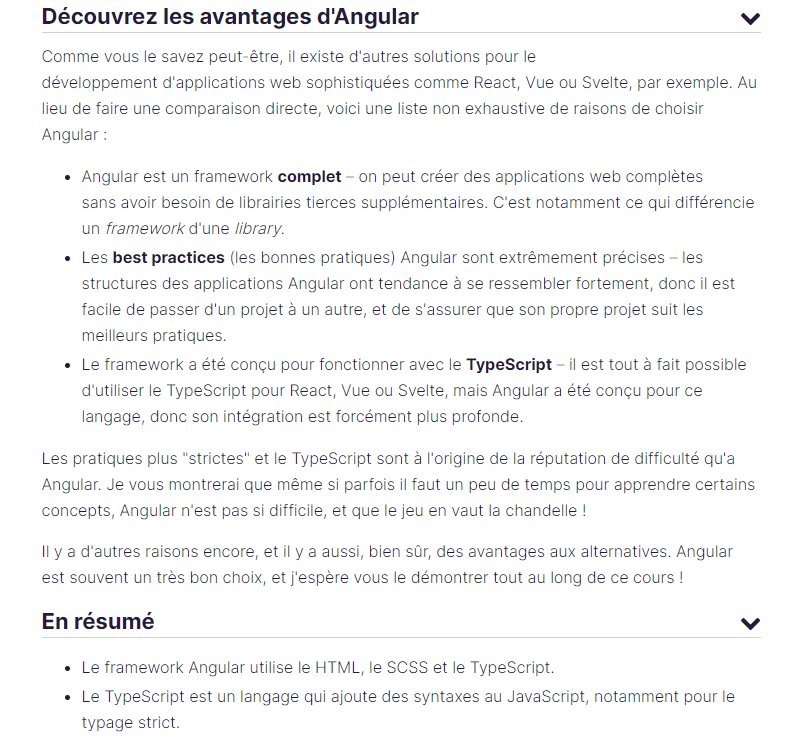 Découvrez les avantages d'Angular
Comme vous le savez peut-être, il existe d'autres solutions pour le
développement d'applications web sophistiquées comme React, Vue ou Svelte, par exemple. Au
lieu de faire une comparaison directe, voici une liste non exhaustive de raisons de choisir
Angular :
• Angular est un framework complet – on peut créer des applications web complètes
sans avoir besoin de librairies tierces supplémentaires. C'est notamment ce qui différencie
un framework d'une library.
• Les best practices (les bonnes pratiques) Angular sont extrêmement précises – les
structures des applications Angular ont tendance à se ressembler fortement, donc il est
facile de passer d'un projet à un autre, et de s'assurer que son propre projet suit les
meilleurs pratiques.
• Le framework a été conçu pour fonctionner avec le TypeScript – il est tout à fait possible
d'utiliser le TypeScript pour React, Vue ou Svelte, mais Angular a été conçu pour ce
langage, donc son intégration est forcément plus profonde.
Les pratiques plus "strictes" et le TypeScript sont à l'origine de la réputation de difficulté qu'a
Angular. Je vous montrerai que même si parfois il faut un peu de temps pour apprendre certains
concepts, Angular n'est pas si difficile, et que le jeu en vaut la chandelle !
Il y a d'autres raisons encore, et il y a aussi, bien sûr, des avantages aux alternatives. Angular
est souvent un très bon choix, et j'espère vous le démontrer tout au long de ce cours !
En résumé
• Le framework Angular utilise le HTML, le SCSS et le TypeScript.
• Le TypeScript est un langage qui ajoute des syntaxes au JavaScript, notamment pour le
typage strict.